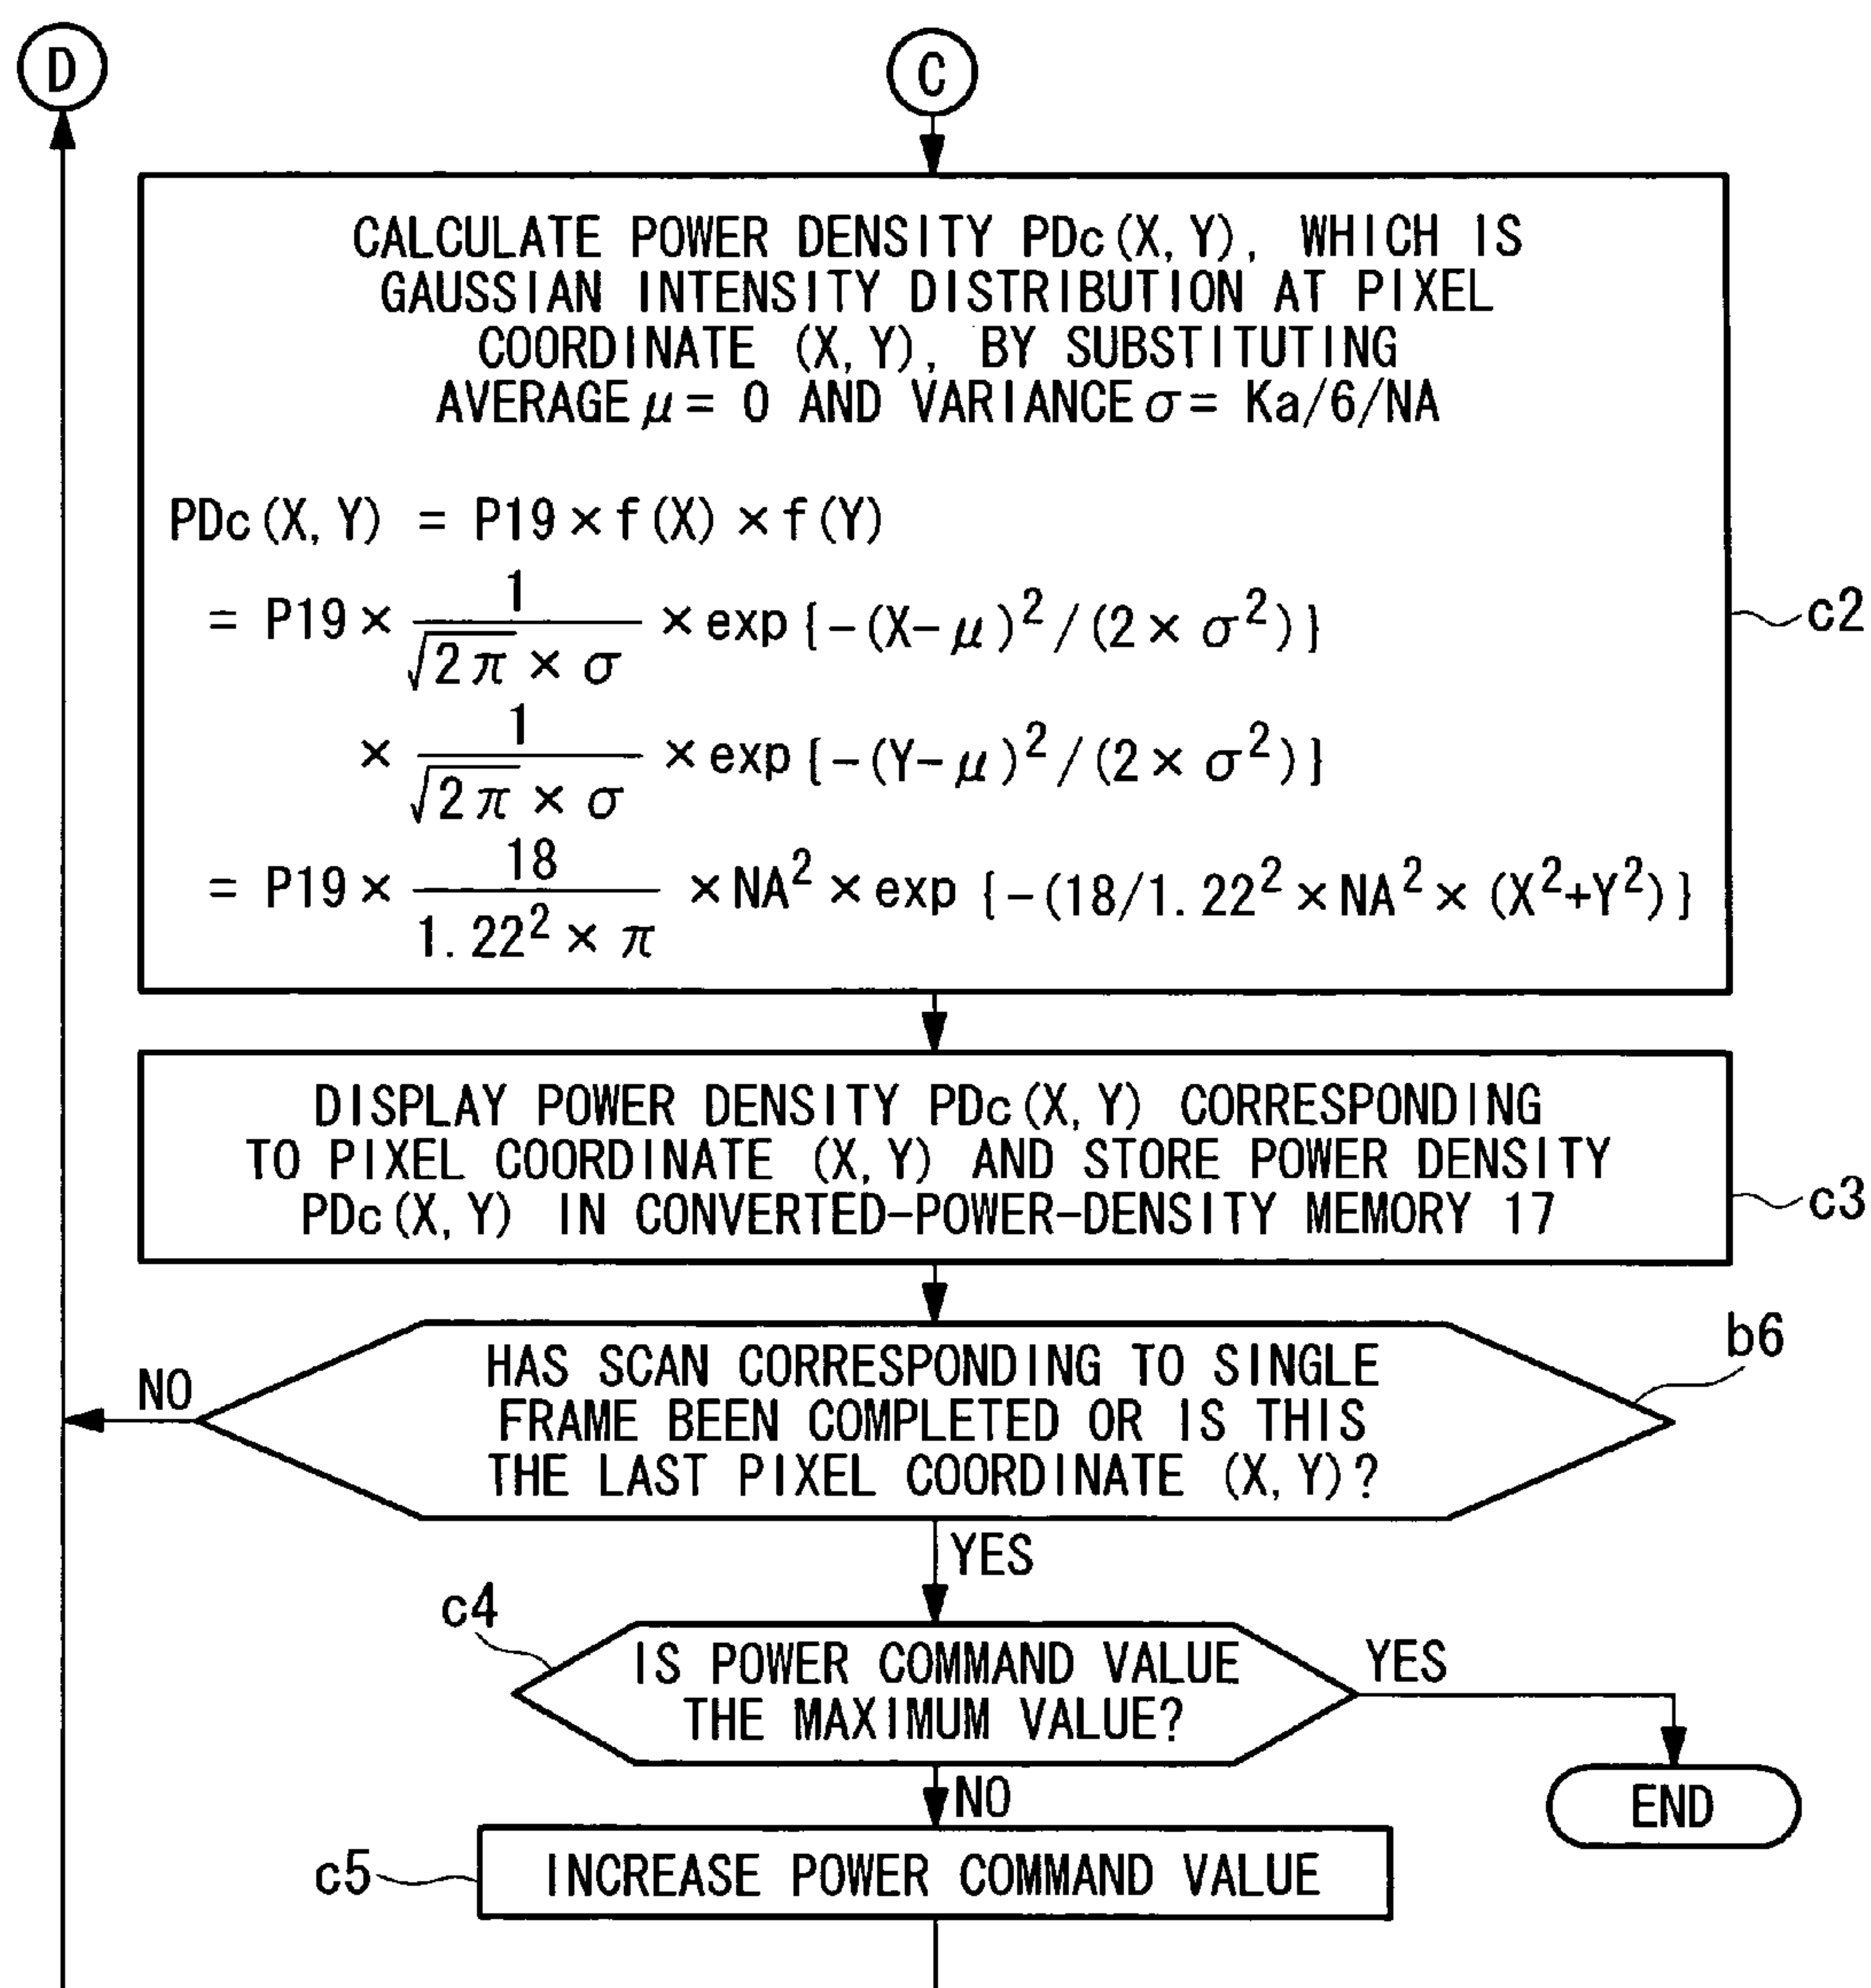 D
C
CALCULATE POWER DENSITY PDc(X, Y), WHICH IS
GAUSSIAN INTENSITY DISTRIBUTION AT PIXEL
COORDINATE (X, Y), BY SUBSTITUTING
AVERAGE μ = 0 AND VARIANCE σ = Ka/6/NA
PDc(X, Y) = P19 × f(X) × f(Y)
= P19 × 1/(√2π × σ) × exp{-(X-μ)²/(2 × σ²)}
× 1/(√2π × σ) × exp{-(Y-μ)²/(2 × σ²)}
= P19 × 18/(1.22² × π) × NA² × exp {-(18/1.22² × NA² × (X²+Y²)}
c2
DISPLAY POWER DENSITY PDc(X, Y) CORRESPONDING
TO PIXEL COORDINATE (X, Y) AND STORE POWER DENSITY
PDc(X, Y) IN CONVERTED-POWER-DENSITY MEMORY 17
c3
b6
HAS SCAN CORRESPONDING TO SINGLE
FRAME BEEN COMPLETED OR IS THIS
THE LAST PIXEL COORDINATE (X, Y)?
NO
YES
c4
IS POWER COMMAND VALUE
THE MAXIMUM VALUE?
YES
END
NO
c5
INCREASE POWER COMMAND VALUE